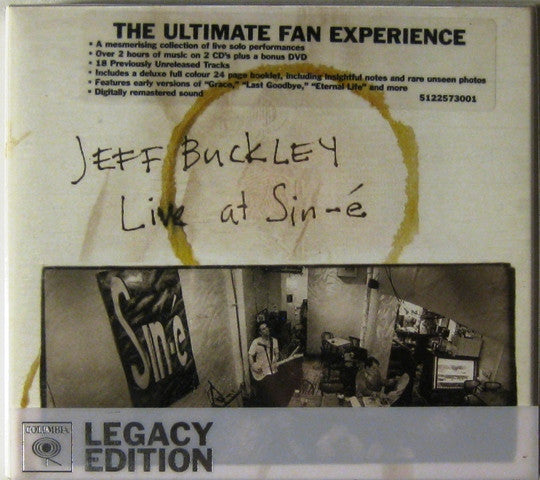 THE ULTIMATE FAN EXPERIENCE
• A mesmerising collection of live solo performances
• Over 2 hours of music on 2 CD's plus a bonus DVD
• 18 Previously Unreleased Tracks
• Includes a deluxe full colour 24 page booklet, including insightful notes and rare unseen photos
• Features early versions of "Grace," "Last Goodbye," "Eternal Life" and more
• Digitally remastered sound
5122573001
JEFF BUCKLEY
Live at Sin-é
Sin-é
COLUMBIA
LEGACY
EDITION